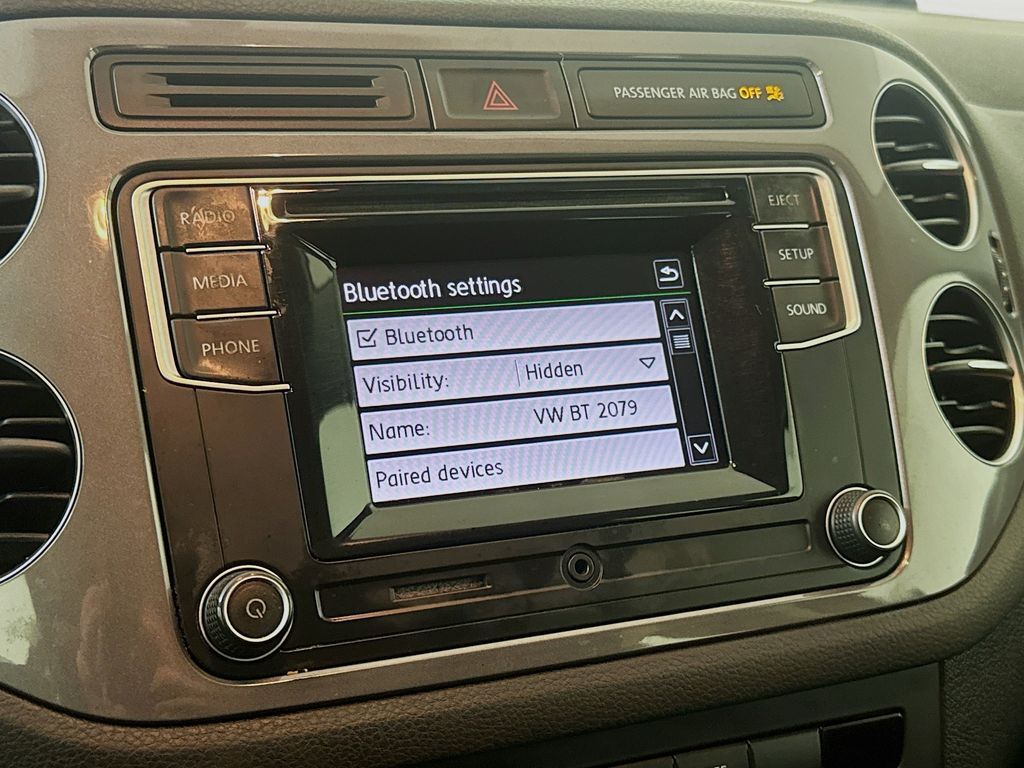 PASSENGER AIR BAG OFF
RADIO
MEDIA
PHONE
EJECT
SETUP
SOUND
Bluetooth settings
Bluetooth
Visibility: Hidden
Name: VW BT 2079
Paired devices